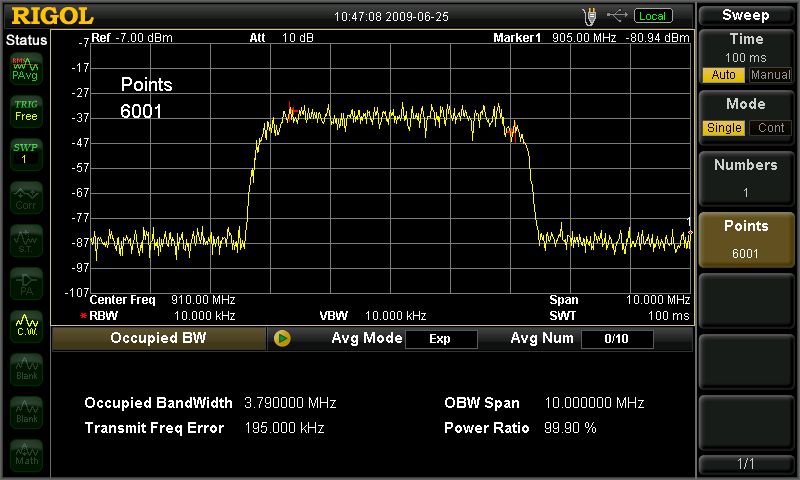 RIGOL 10:47:08 2009-06-25 Local Sweep
Status Ref -7.00 dBm Att 10 dB Marker1 905.00 MHz -80.94 dBm
Time
100 ms
Auto Manual
RMS
PAvg
TRIG
Free
SWP
1
Corr
S.T.
PA
C.W.
Blank
Blank
Math
-7
-17
-27
-37
-47
-57
-67
-77
-87
-97
-107
Points
6001
1
Center Freq 910.00 MHz Span 10.000 MHz
*RBW 10.000 kHz VBW 10.000 kHz SWT 100 ms
Occupied BW Avg Mode Exp Avg Num 0/10
Occupied BandWidth 3.790000 MHz OBW Span 10.000000 MHz
Transmit Freq Error 195.000 kHz Power Ratio 99.90 %
Mode
Single Cont
Numbers
1
Points
6001
1/1